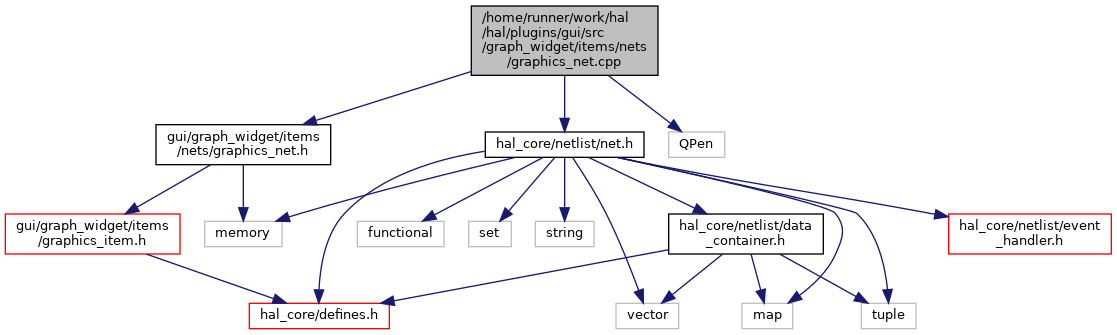 /home/runner/work/hal
/hal/plugins/gui/src
/graph_widget/items/nets
/graphics_net.cpp
gui/graph_widget/items
/nets/graphics_net.h
hal_core/netlist/net.h
QPen
gui/graph_widget/items
/graphics_item.h
memory
functional
set
string
hal_core/netlist/data
_container.h
hal_core/netlist/event
_handler.h
hal_core/defines.h
vector
map
tuple